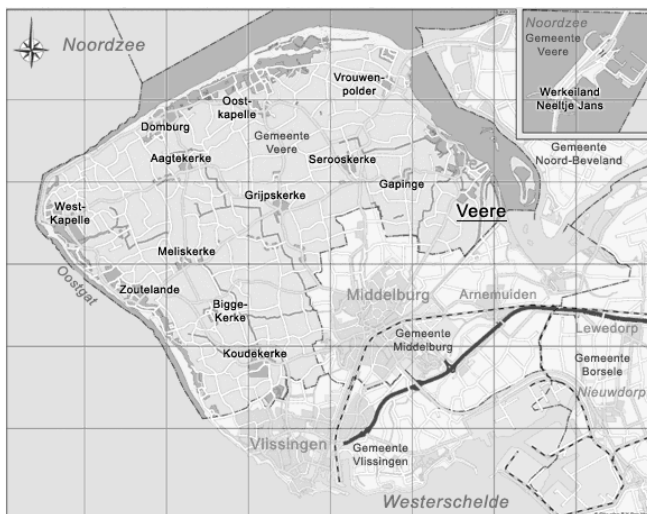 Noordzee
Noordzee
Gemeente
Veere
Werkeiland
Neeltje Jans
Vrouwen-
polder
Oost-
kapelle
Domburg
Gemeente
Veere
Gemeente
Noord-Beveland
Aagtekerke
Serooskerke
Gapinge
Grijpskerke
West-
Kapelle
Veere
Meliskerke
Oostgat
Zoutelande
Middelburg
Arnemuiden
Bigge-
Kerke
Lewedorp
Gemeente
Middelburg
Koudekerke
Gemeente
Borsele
Nieuwdorp
Vlissingen
Gemeente
Vlissingen
Westerschelde